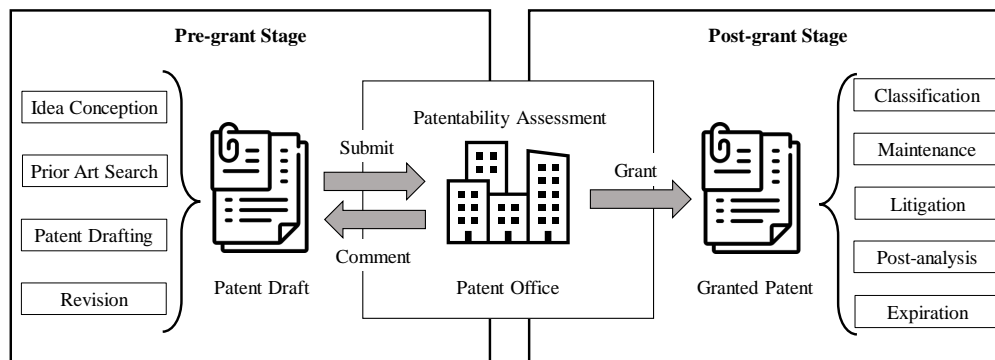 Pre-grant Stage
Post-grant Stage
Idea Conception
Prior Art Search
Patent Drafting
Revision
Submit
Comment
Patent Draft
Patentability Assessment
Patent Office
Grant
Granted Patent
Classification
Maintenance
Litigation
Post-analysis
Expiration